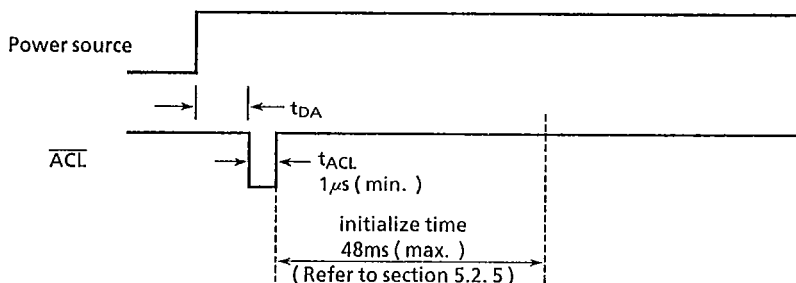 Power source
tDA
ACL
tACL
1μs ( min. )
initialize time
48ms ( max. )
( Refer to section 5.2. 5 )